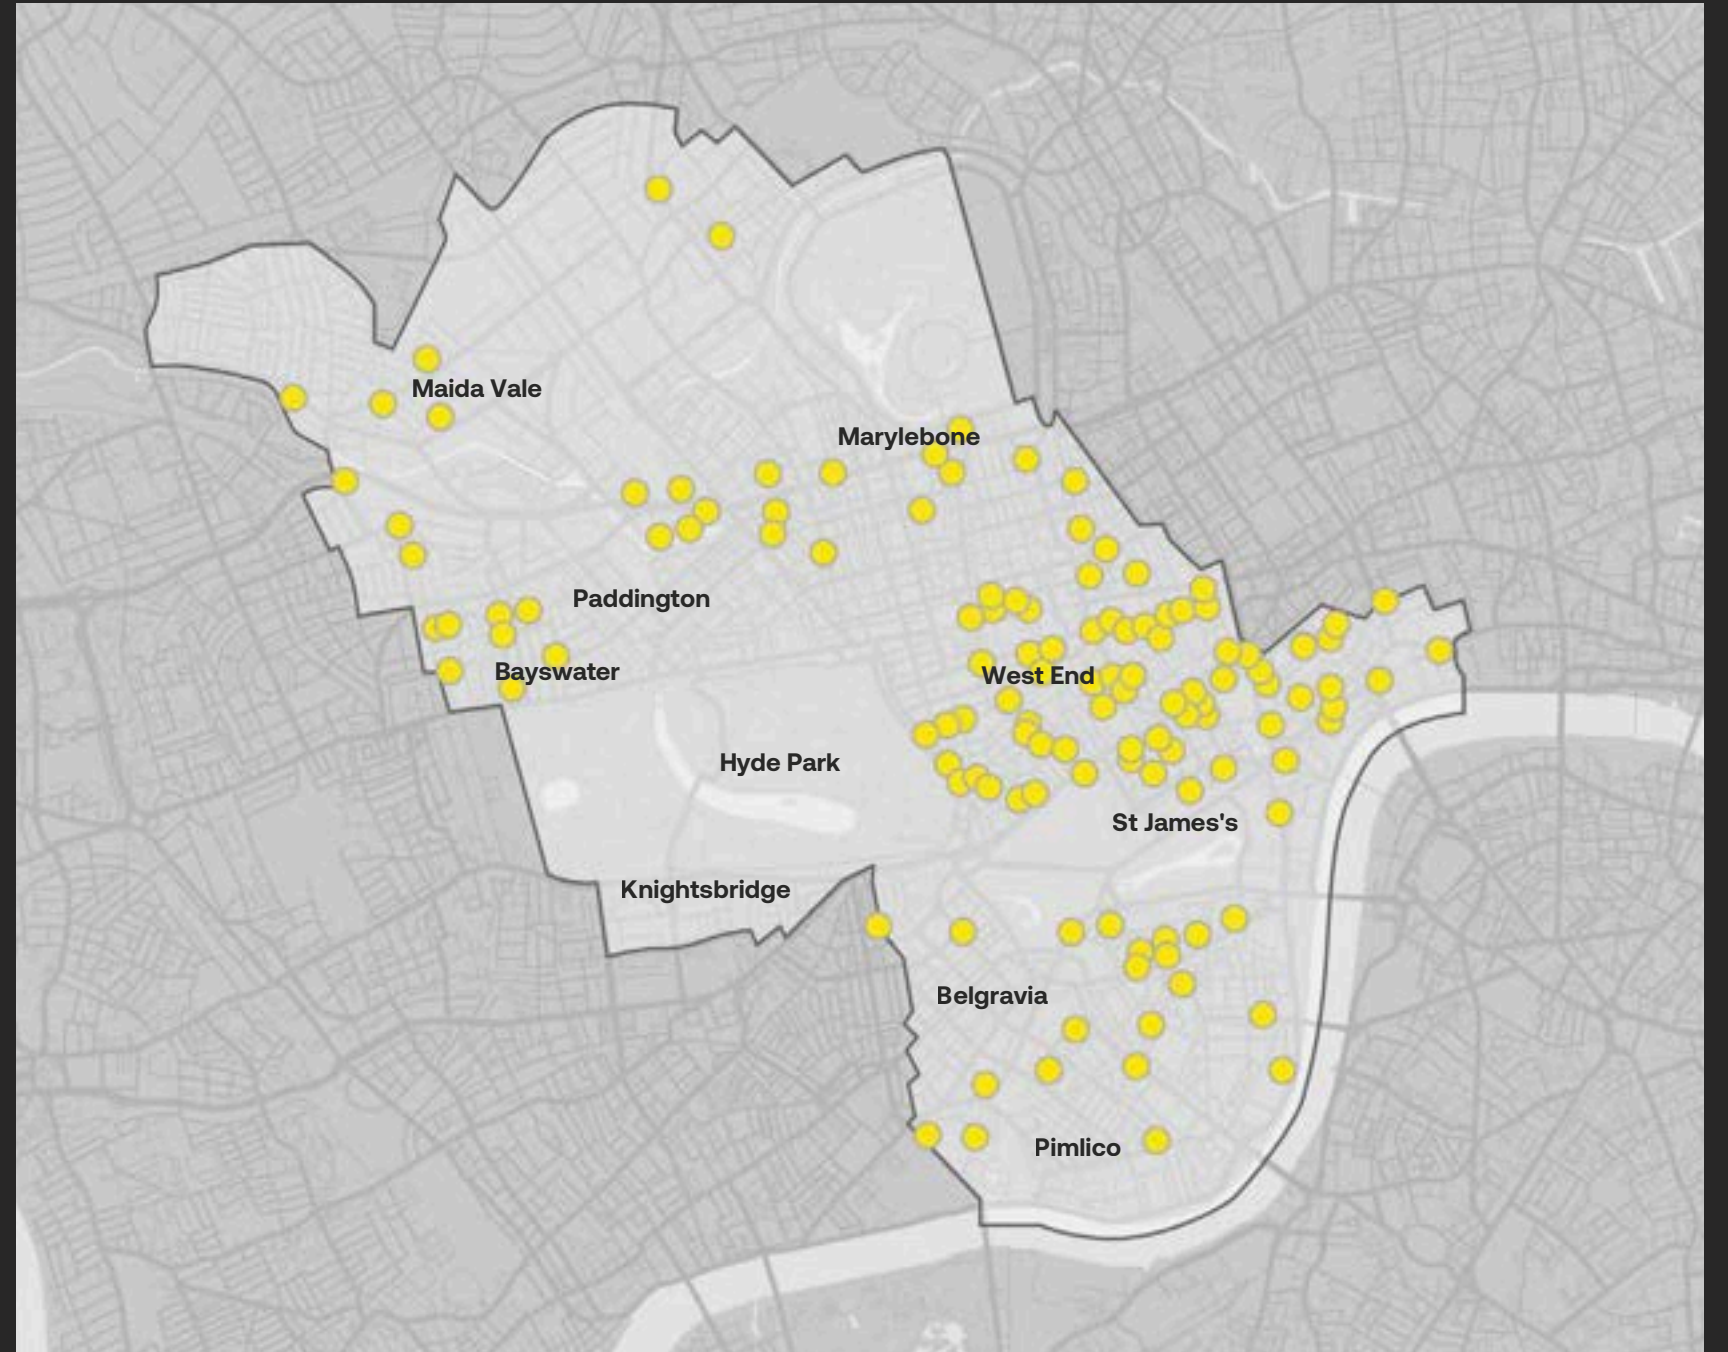 Maida Vale
Marylebone
Paddington
Bayswater
West End
Hyde Park
St James's
Knightsbridge
Belgravia
Pimlico